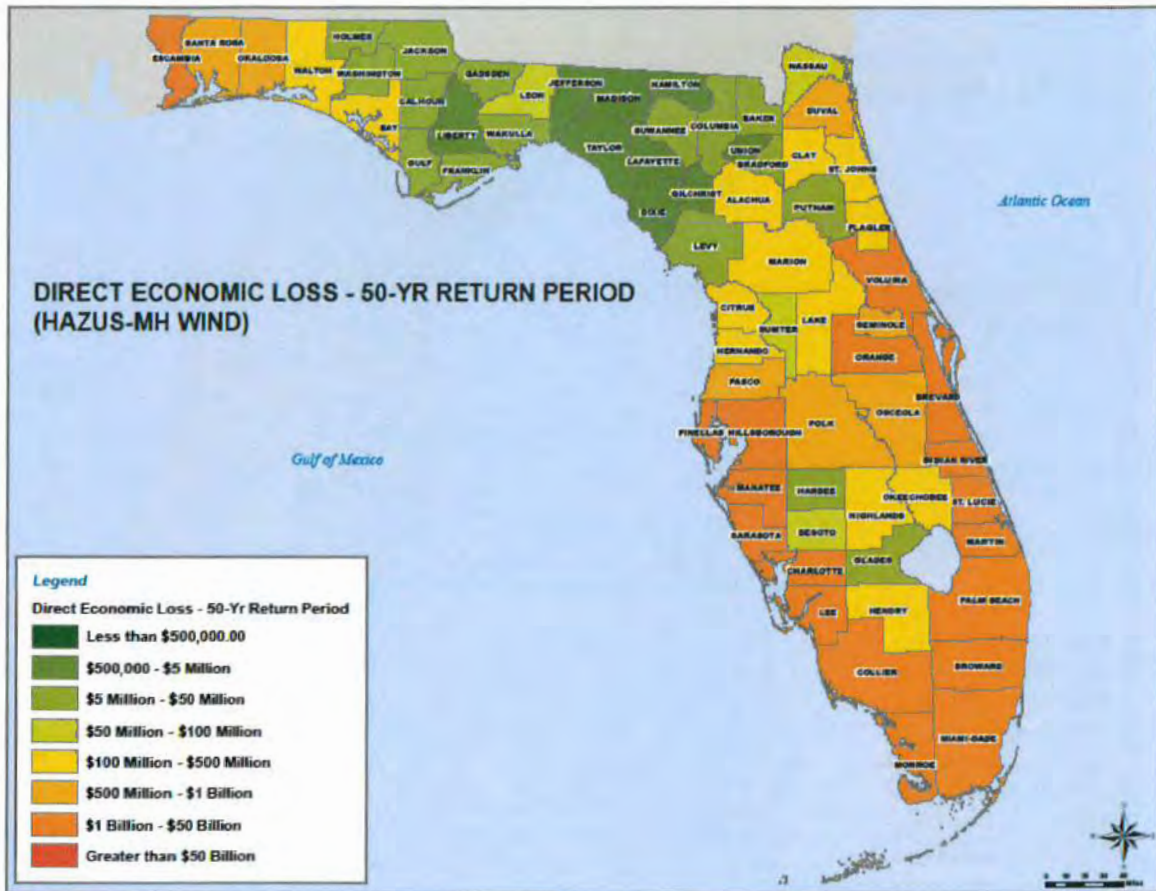 HOLMES
SANTA ROSA
JACKSON
ESCAMBIA
OKALOOSA
WALTON
WASHINGTON
GADSDEN
NASSAU
JEFFERSON
HAMILTON
LEON
MADISON
CALHOUN
DUVAL
BAKER
COLUMBIA
SUWANNEE
BAY
LIBERTY
WAKULLA
TAYLOR
UNION
CLAY
LAFAYETTE
BRADFORD
GULF
FRANKLIN
ST. JOHNS
GILCHRIST
ALACHUA
PUTNAM
Atlantic Ocean
DIXIE
FLAGLER
LEVY
MARION
VOLUSIA
DIRECT ECONOMIC LOSS - 50-YR RETURN PERIOD
(HAZUS-MH WIND)
CITRUS
LAKE
SUMTER
SEMINOLE
HERNANDO
ORANGE
PASCO
BREVARD
OSCEOLA
POLK
PINELLAS HILLSBOROUGH
Gulf of Mexico
INDIAN RIVER
MANATEE
HARDEE
OKEECHOBEE
ST. LUCIE
HIGHLANDS
DESOTO
SARASOTA
MARTIN
GLADES
CHARLOTTE
PALM BEACH
LEE
HENDRY
BROWARD
COLLIER
MIAMI-DADE
MONROE
Legend
Direct Economic Loss - 50-Yr Return Period
Less than $500,000.00
$500,000 - $5 Million
$5 Million - $50 Million
$50 Million - $100 Million
$100 Million - $500 Million
$500 Million - $1 Billion
$1 Billion - $50 Billion
Greater than $50 Billion